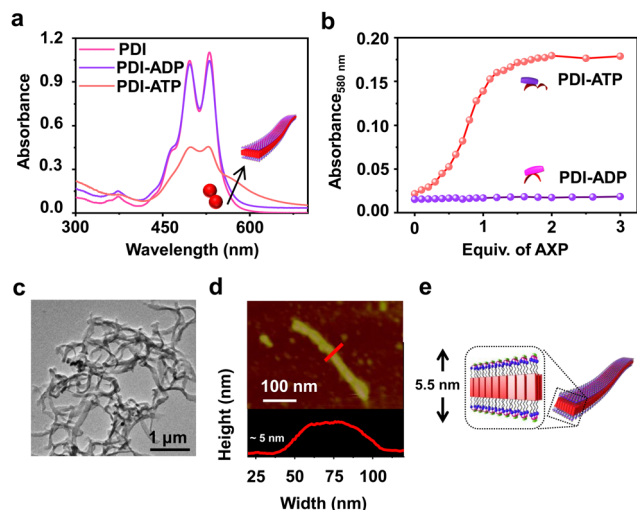 a
PDI
PDI-ADP
PDI-ATP
1.2
0.9
0.6
0.3
0.0
Absorbance
300 450 600
Wavelength (nm)
b
0.20
0.15
0.10
0.05
0.00
Absorbance580 nm
PDI-ATP
PDI-ADP
0 1 2 3
Equiv. of AXP
c
1 µm
d
100 nm
Height (nm)
~ 5 nm
25 50 75 100
Width (nm)
e
5.5 nm